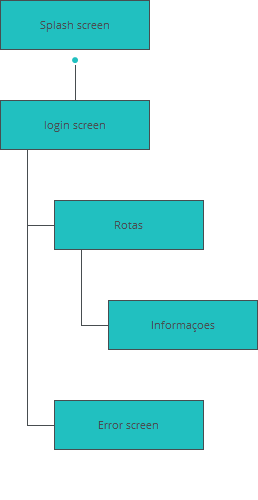 Splash screen
login screen
Rotas
Informaçoes
Error screen